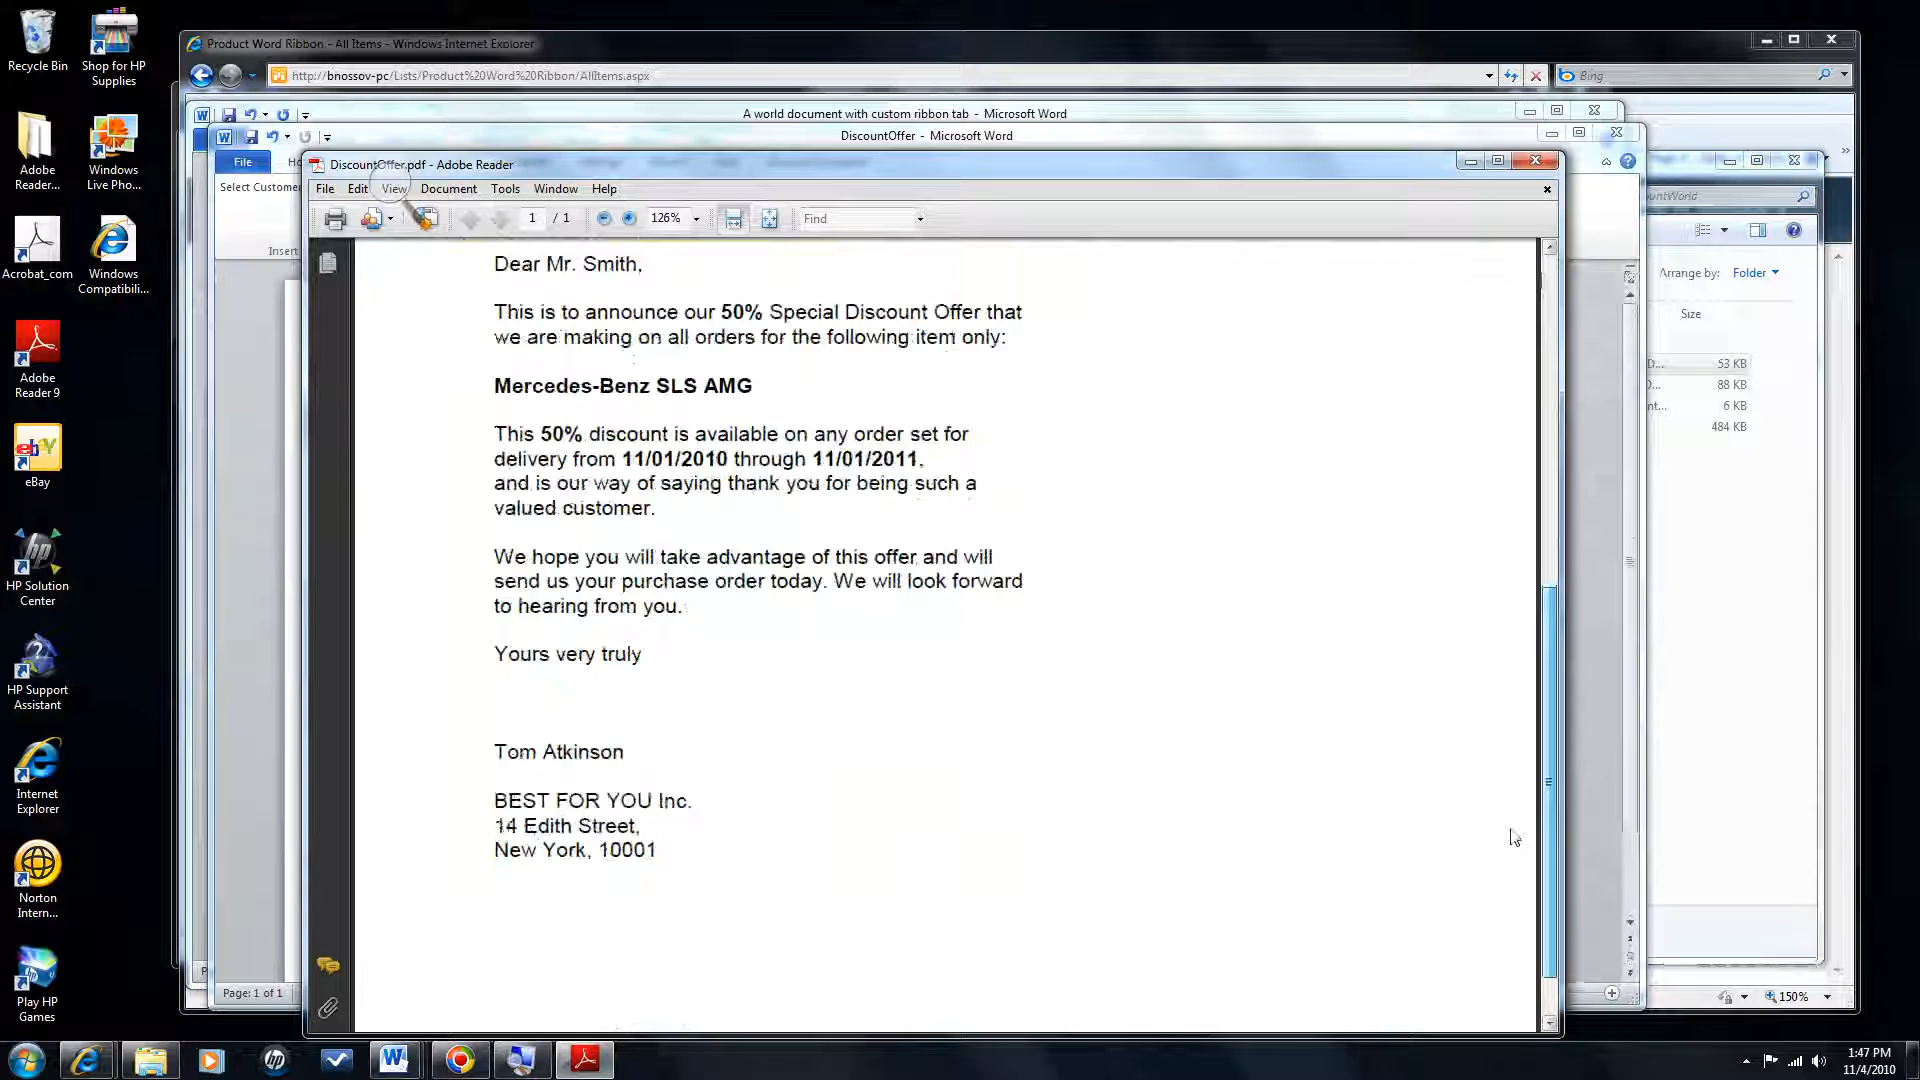 Recycle Bin
Shop for HP
Supplies
Adobe
Reader...
Windows
Live Pho...
Acrobat_com
Windows
Compatibili...
Adobe
Reader 9
eBay
HP Solution
Center
HP Support
Assistant
Internet
Explorer
Norton
Intern...
Play HP
Games
Product Word Ribbon - All Items - Windows Internet Explorer
http://bnossov-pc/Lists/Product%20Word%20Ribbon/AllItems.aspx
Bing
A world document with custom ribbon tab - Microsoft Word
DiscountOffer - Microsoft Word
File
Select Custome
Insert
DiscountOffer.pdf - Adobe Reader
File Edit View Document Tools Window Help
1 / 1 126% Find
Dear Mr. Smith,
This is to announce our 50% Special Discount Offer that
we are making on all orders for the following item only:
Mercedes-Benz SLS AMG
This 50% discount is available on any order set for
delivery from 11/01/2010 through 11/01/2011,
and is our way of saying thank you for being such a
valued customer.
We hope you will take advantage of this offer and will
send us your purchase order today. We will look forward
to hearing from you.
Yours very truly
Tom Atkinson
BEST FOR YOU Inc.
14 Edith Street,
New York, 10001
Arrange by: Folder
Size
53 KB
88 KB
6 KB
484 KB
Page: 1 of 1
150%
1:47 PM
11/4/2010